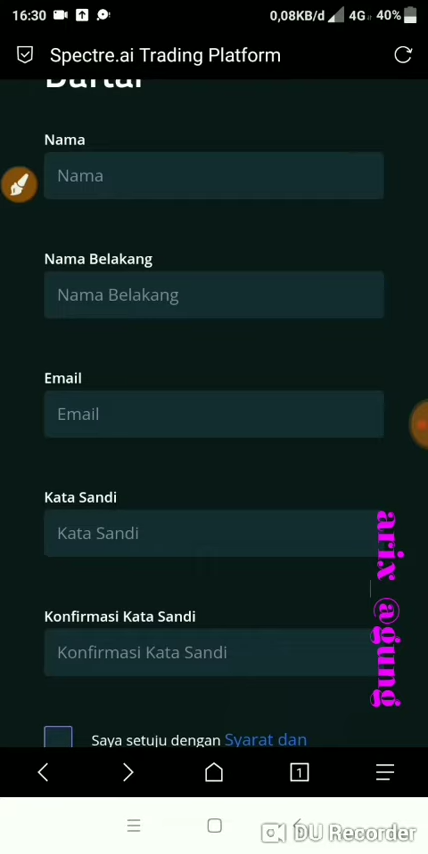 16:30 0,08KB/d 4G 40%
Spectre.ai Trading Platform
Daftar
Nama
Nama
Nama Belakang
Nama Belakang
Email
Email
Kata Sandi
Kata Sandi
Konfirmasi Kata Sandi
Konfirmasi Kata Sandi
arix @gung
Saya setuju dengan Syarat dan
1
DU Recorder